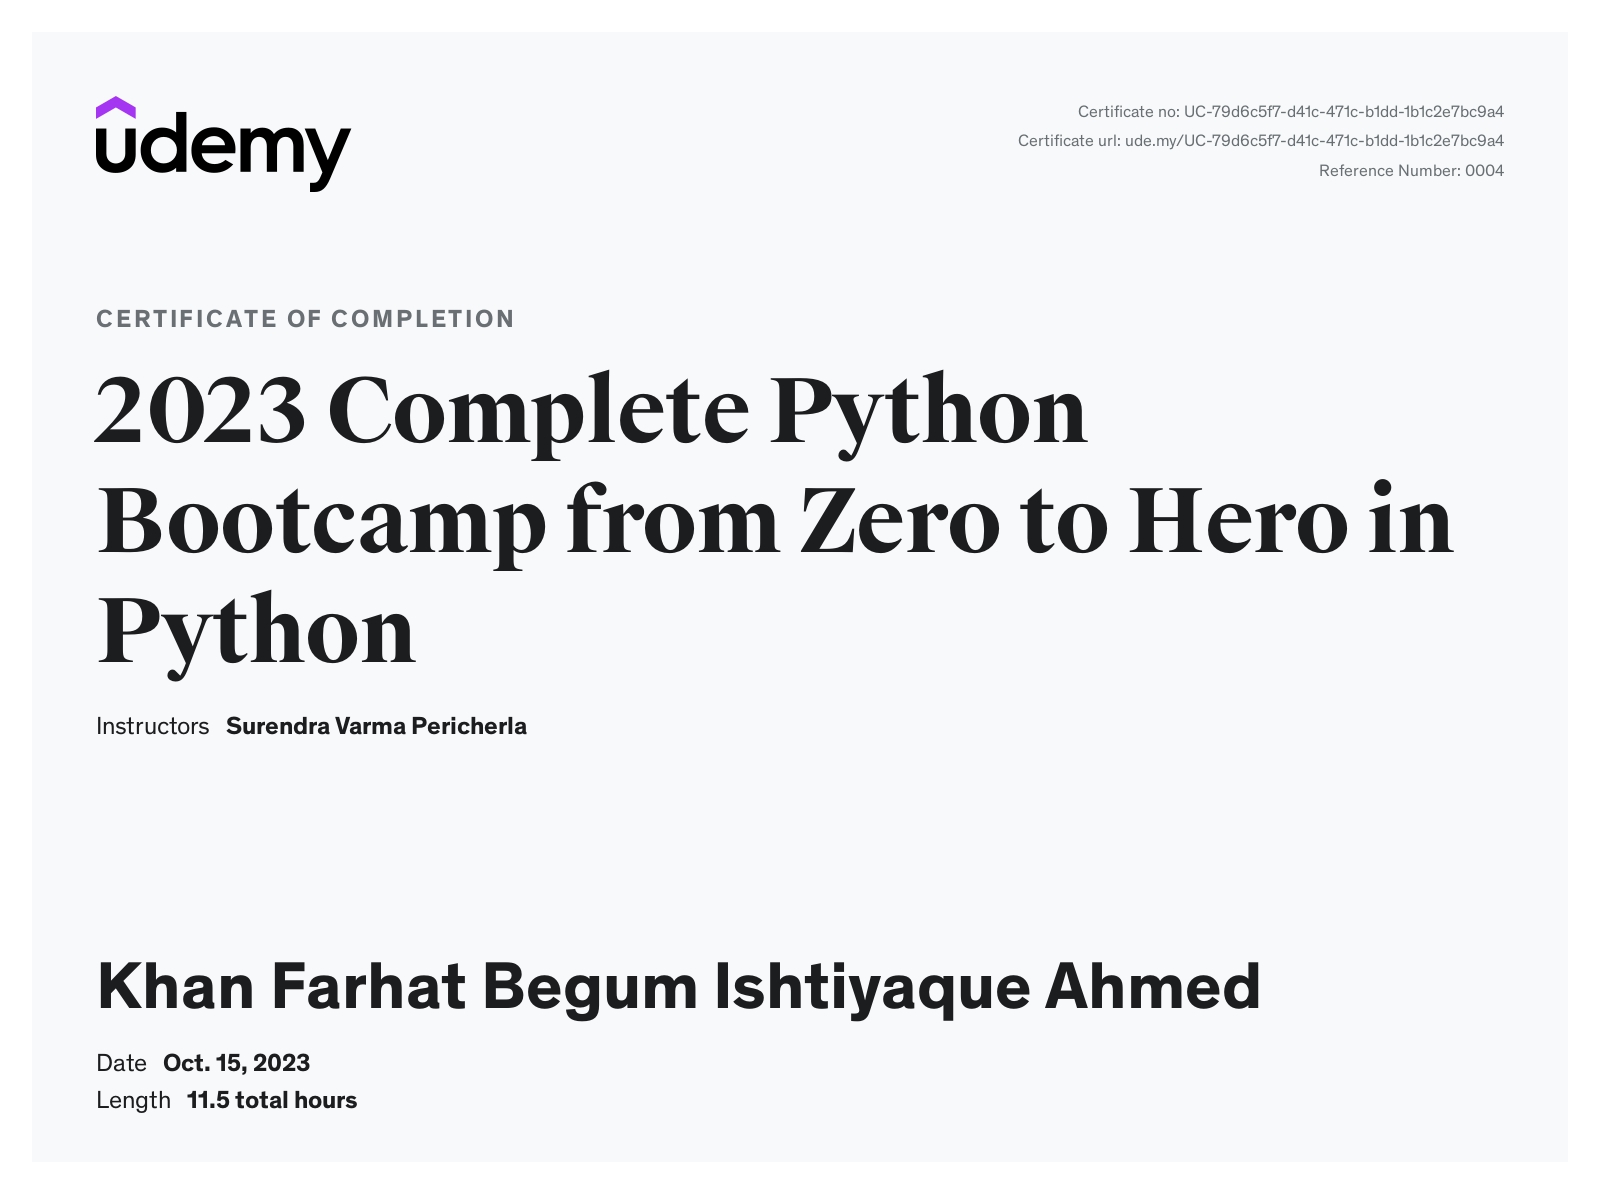 udemy
Certificate no: UC-79d6c5f7-d41c-471c-b1dd-1b1c2e7bc9a4
Certificate url: ude.my/UC-79d6c5f7-d41c-471c-b1dd-1b1c2e7bc9a4
Reference Number: 0004
CERTIFICATE OF COMPLETION
2023 Complete Python
Bootcamp from Zero to Hero in
Python
Instructors Surendra Varma Pericherla
Khan Farhat Begum Ishtiyaque Ahmed
Date Oct. 15, 2023
Length 11.5 total hours